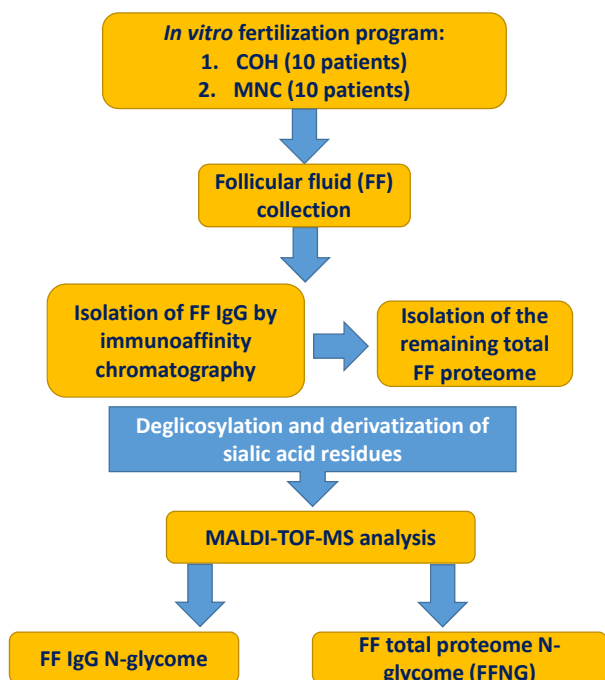 In vitro fertilization program:
1. COH (10 patients)
2. MNC (10 patients)
Follicular fluid (FF)
collection
Isolation of FF IgG by
immunoaffinity
chromatography
Isolation of the
remaining total
FF proteome
Deglicosylation and derivatization of
sialic acid residues
MALDI-TOF-MS analysis
FF IgG N-glycome
FF total proteome N-
glycome (FFNG)